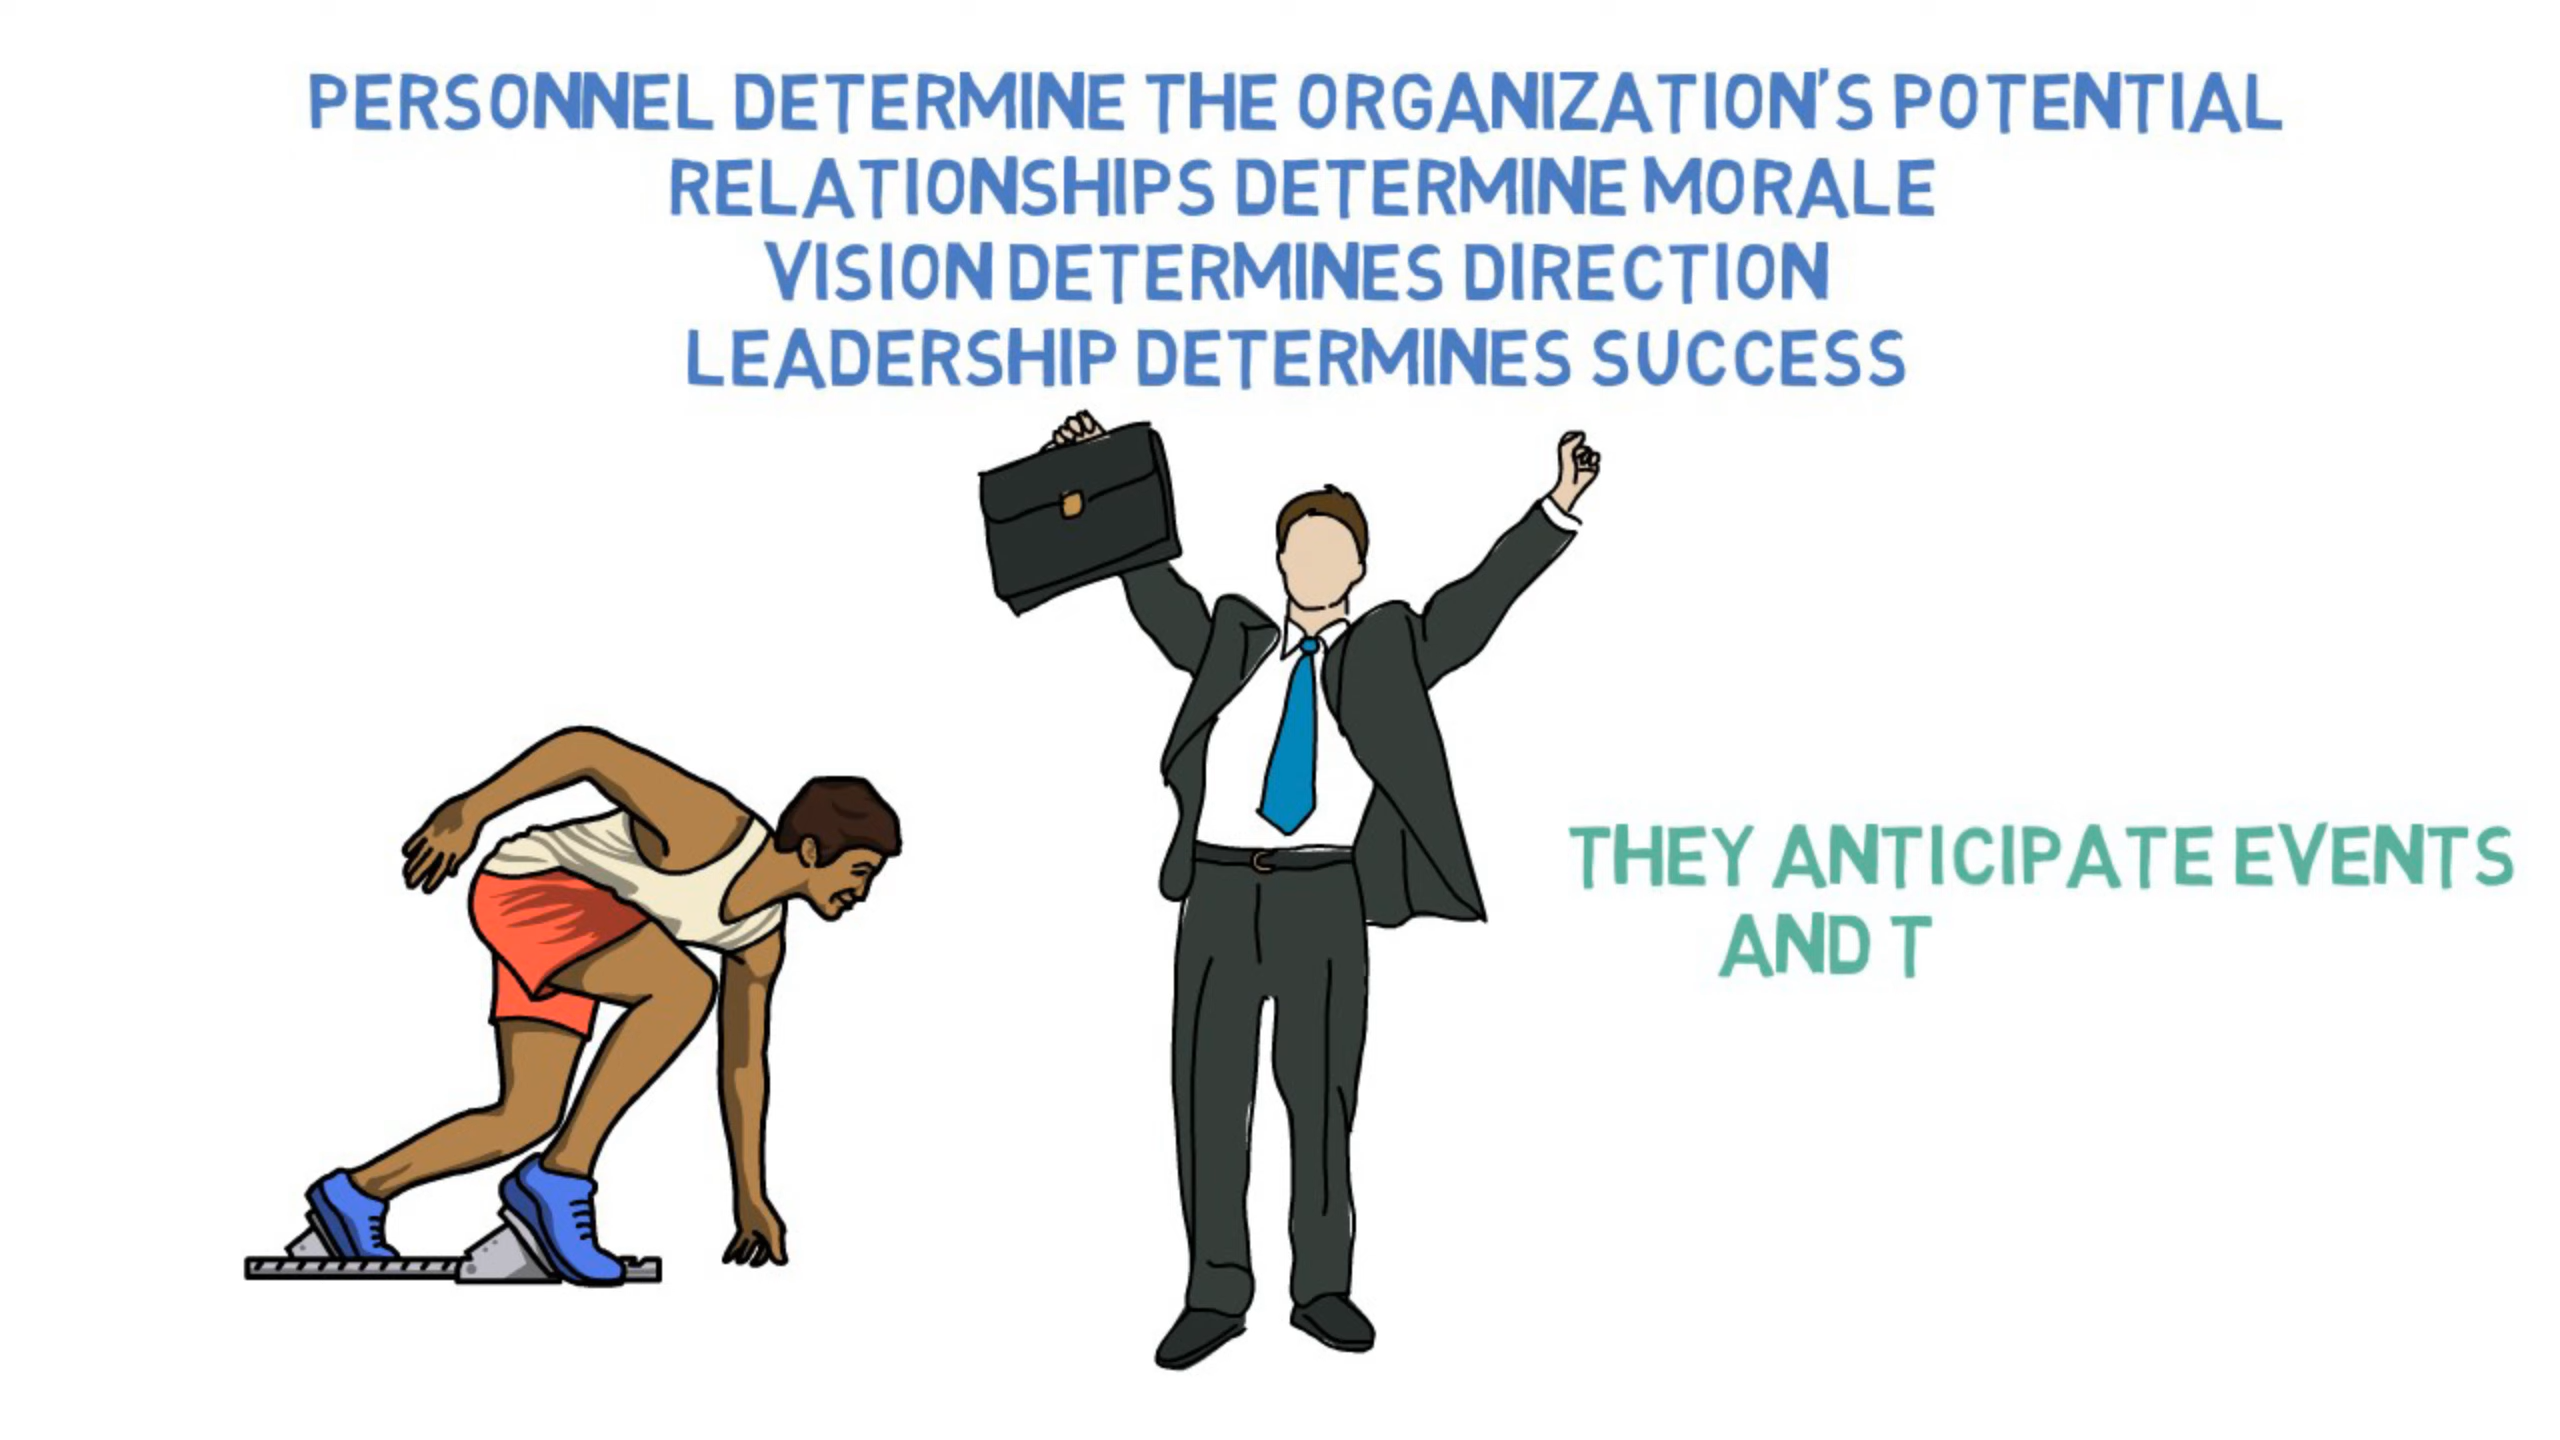 PERSONNEL DETERMINE THE ORGANIZATION'S POTENTIAL
RELATIONSHIPS DETERMINE MORALE
VISION DETERMINES DIRECTION
LEADERSHIP DETERMINES SUCCESS
THEY ANTICIPATE EVENTS
AND T